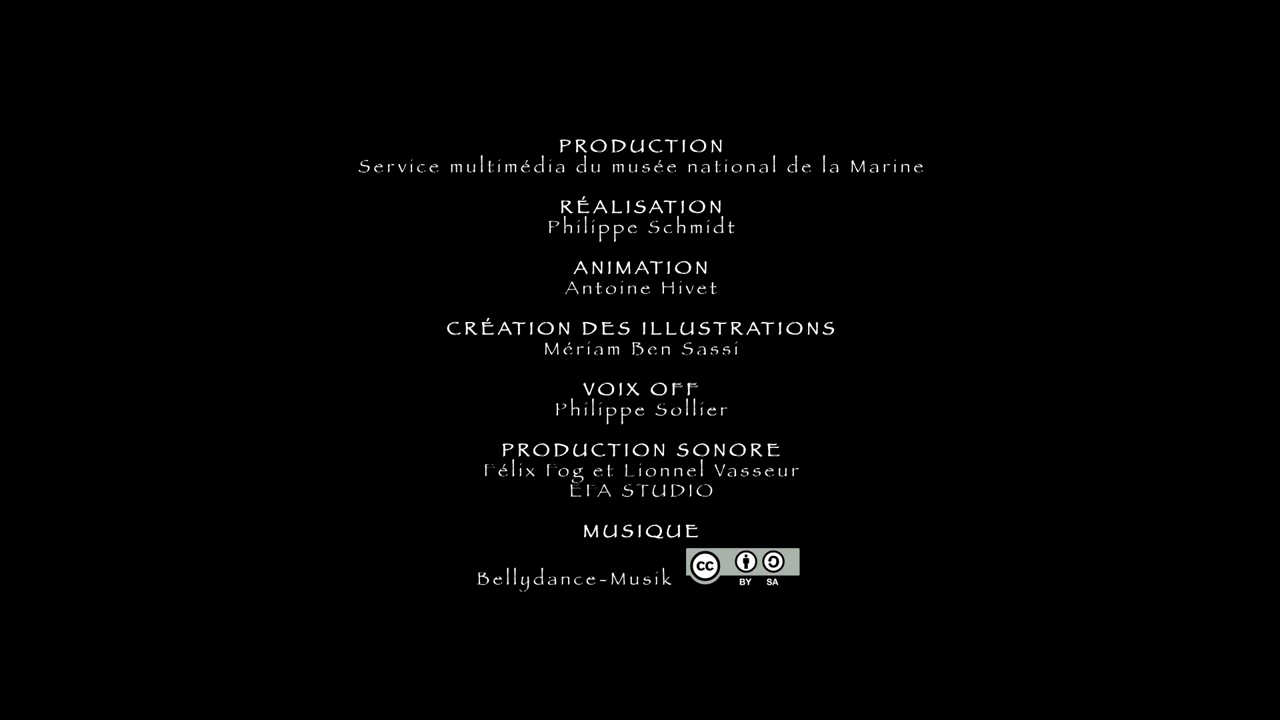 PRODUCTION
Service multimédia du musée national de la Marine
RÉALISATION
Philippe Schmidt
ANIMATION
Antoine Hivet
CRÉATION DES ILLUSTRATIONS
Mériam Ben Sassi
VOIX OFF
Philippe Sollier
PRODUCTION SONORE
Félix Fog et Lionnel Vasseur
EFA STUDIO
MUSIQUE
Bellydance-Musik cc BY SA